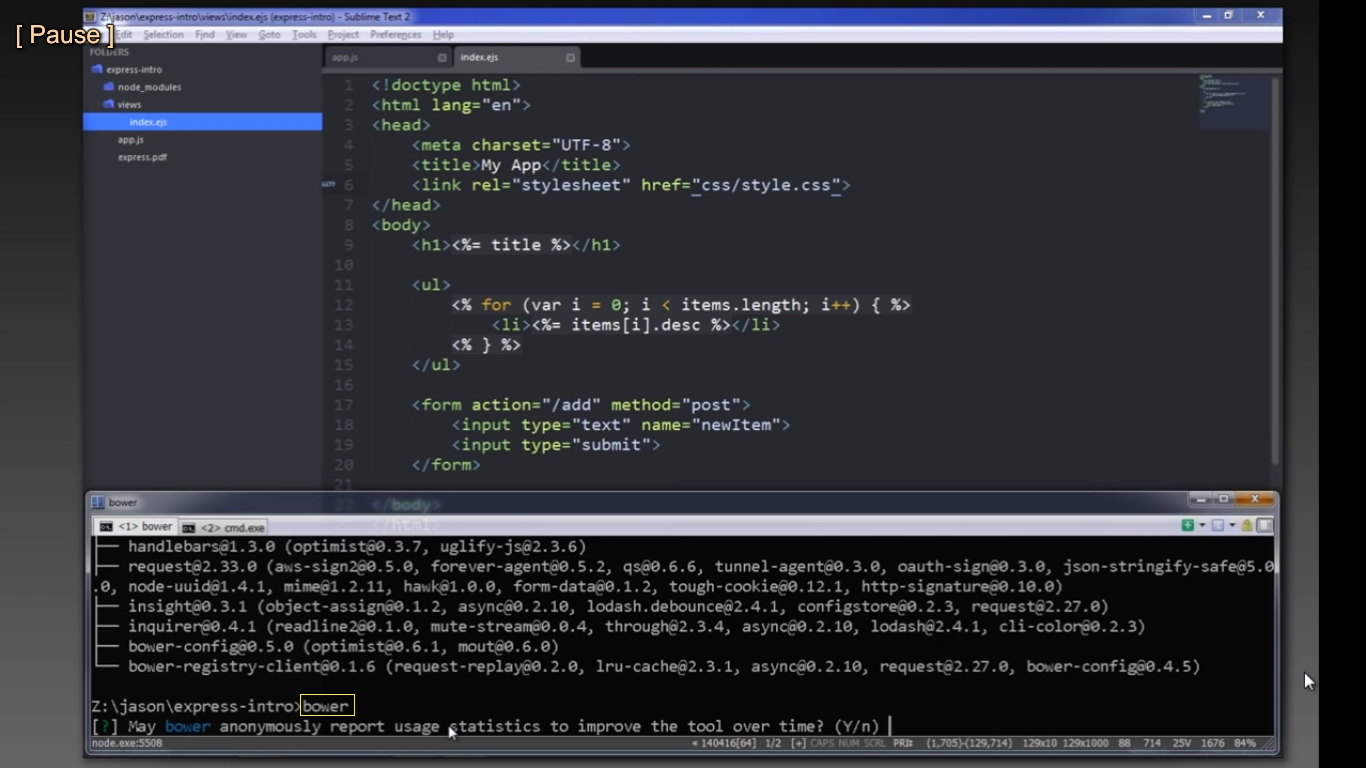 [ Pause ]
Z:\jason\express-intro\views\index.ejs (express-intro) - Sublime Text 2
Edit Selection Find View Goto Tools Project Preferences Help
FOLDERS
express-intro
node_modules
views
index.ejs
app.js
express.pdf
app.js index.ejs
1 <!doctype html>
2 <html lang="en">
3 <head>
4 <meta charset="UTF-8">
5 <title>My App</title>
6 <link rel="stylesheet" href="css/style.css">
7 </head>
8 <body>
9 <h1><%= title %></h1>
10
11 <ul>
12 <% for (var i = 0; i < items.length; i++) { %>
13 <li><%= items[i].desc %></li>
14 <% } %>
15 </ul>
16
17 <form action="/add" method="post">
18 <input type="text" name="newItem">
19 <input type="submit">
20 </form>
21
22 </body>
</html>
bower
<1> bower <2> cmd.exe
├── handlebars@1.3.0 (optimist@0.3.7, uglify-js@2.3.6)
├── request@2.33.0 (aws-sign2@0.5.0, forever-agent@0.5.2, qs@0.6.6, tunnel-agent@0.3.0, oauth-sign@0.3.0, json-stringify-safe@5.0
.0, node-uuid@1.4.1, mime@1.2.11, hawk@1.0.0, form-data@0.1.2, tough-cookie@0.12.1, http-signature@0.10.0)
├── insight@0.3.1 (object-assign@0.1.2, async@0.2.10, lodash.debounce@2.4.1, configstore@0.2.3, request@2.27.0)
├── inquirer@0.4.1 (readline2@0.1.0, mute-stream@0.0.4, through@2.3.4, async@0.2.10, lodash@2.4.1, cli-color@0.2.3)
├── bower-config@0.5.0 (optimist@0.6.1, mout@0.6.0)
└── bower-registry-client@0.1.6 (request-replay@0.2.0, lru-cache@2.3.1, async@0.2.10, request@2.27.0, bower-config@0.4.5)
Z:\jason\express-intro>bower
[?] May bower anonymously report usage statistics to improve the tool over time? (Y/n)
node.exe:5508 « 140416[64] 1/2 [+] CAPS NUM SCRL PRI: (1,705)-(129,714) 129x10 129x1000 88 714 25V 1676 84%